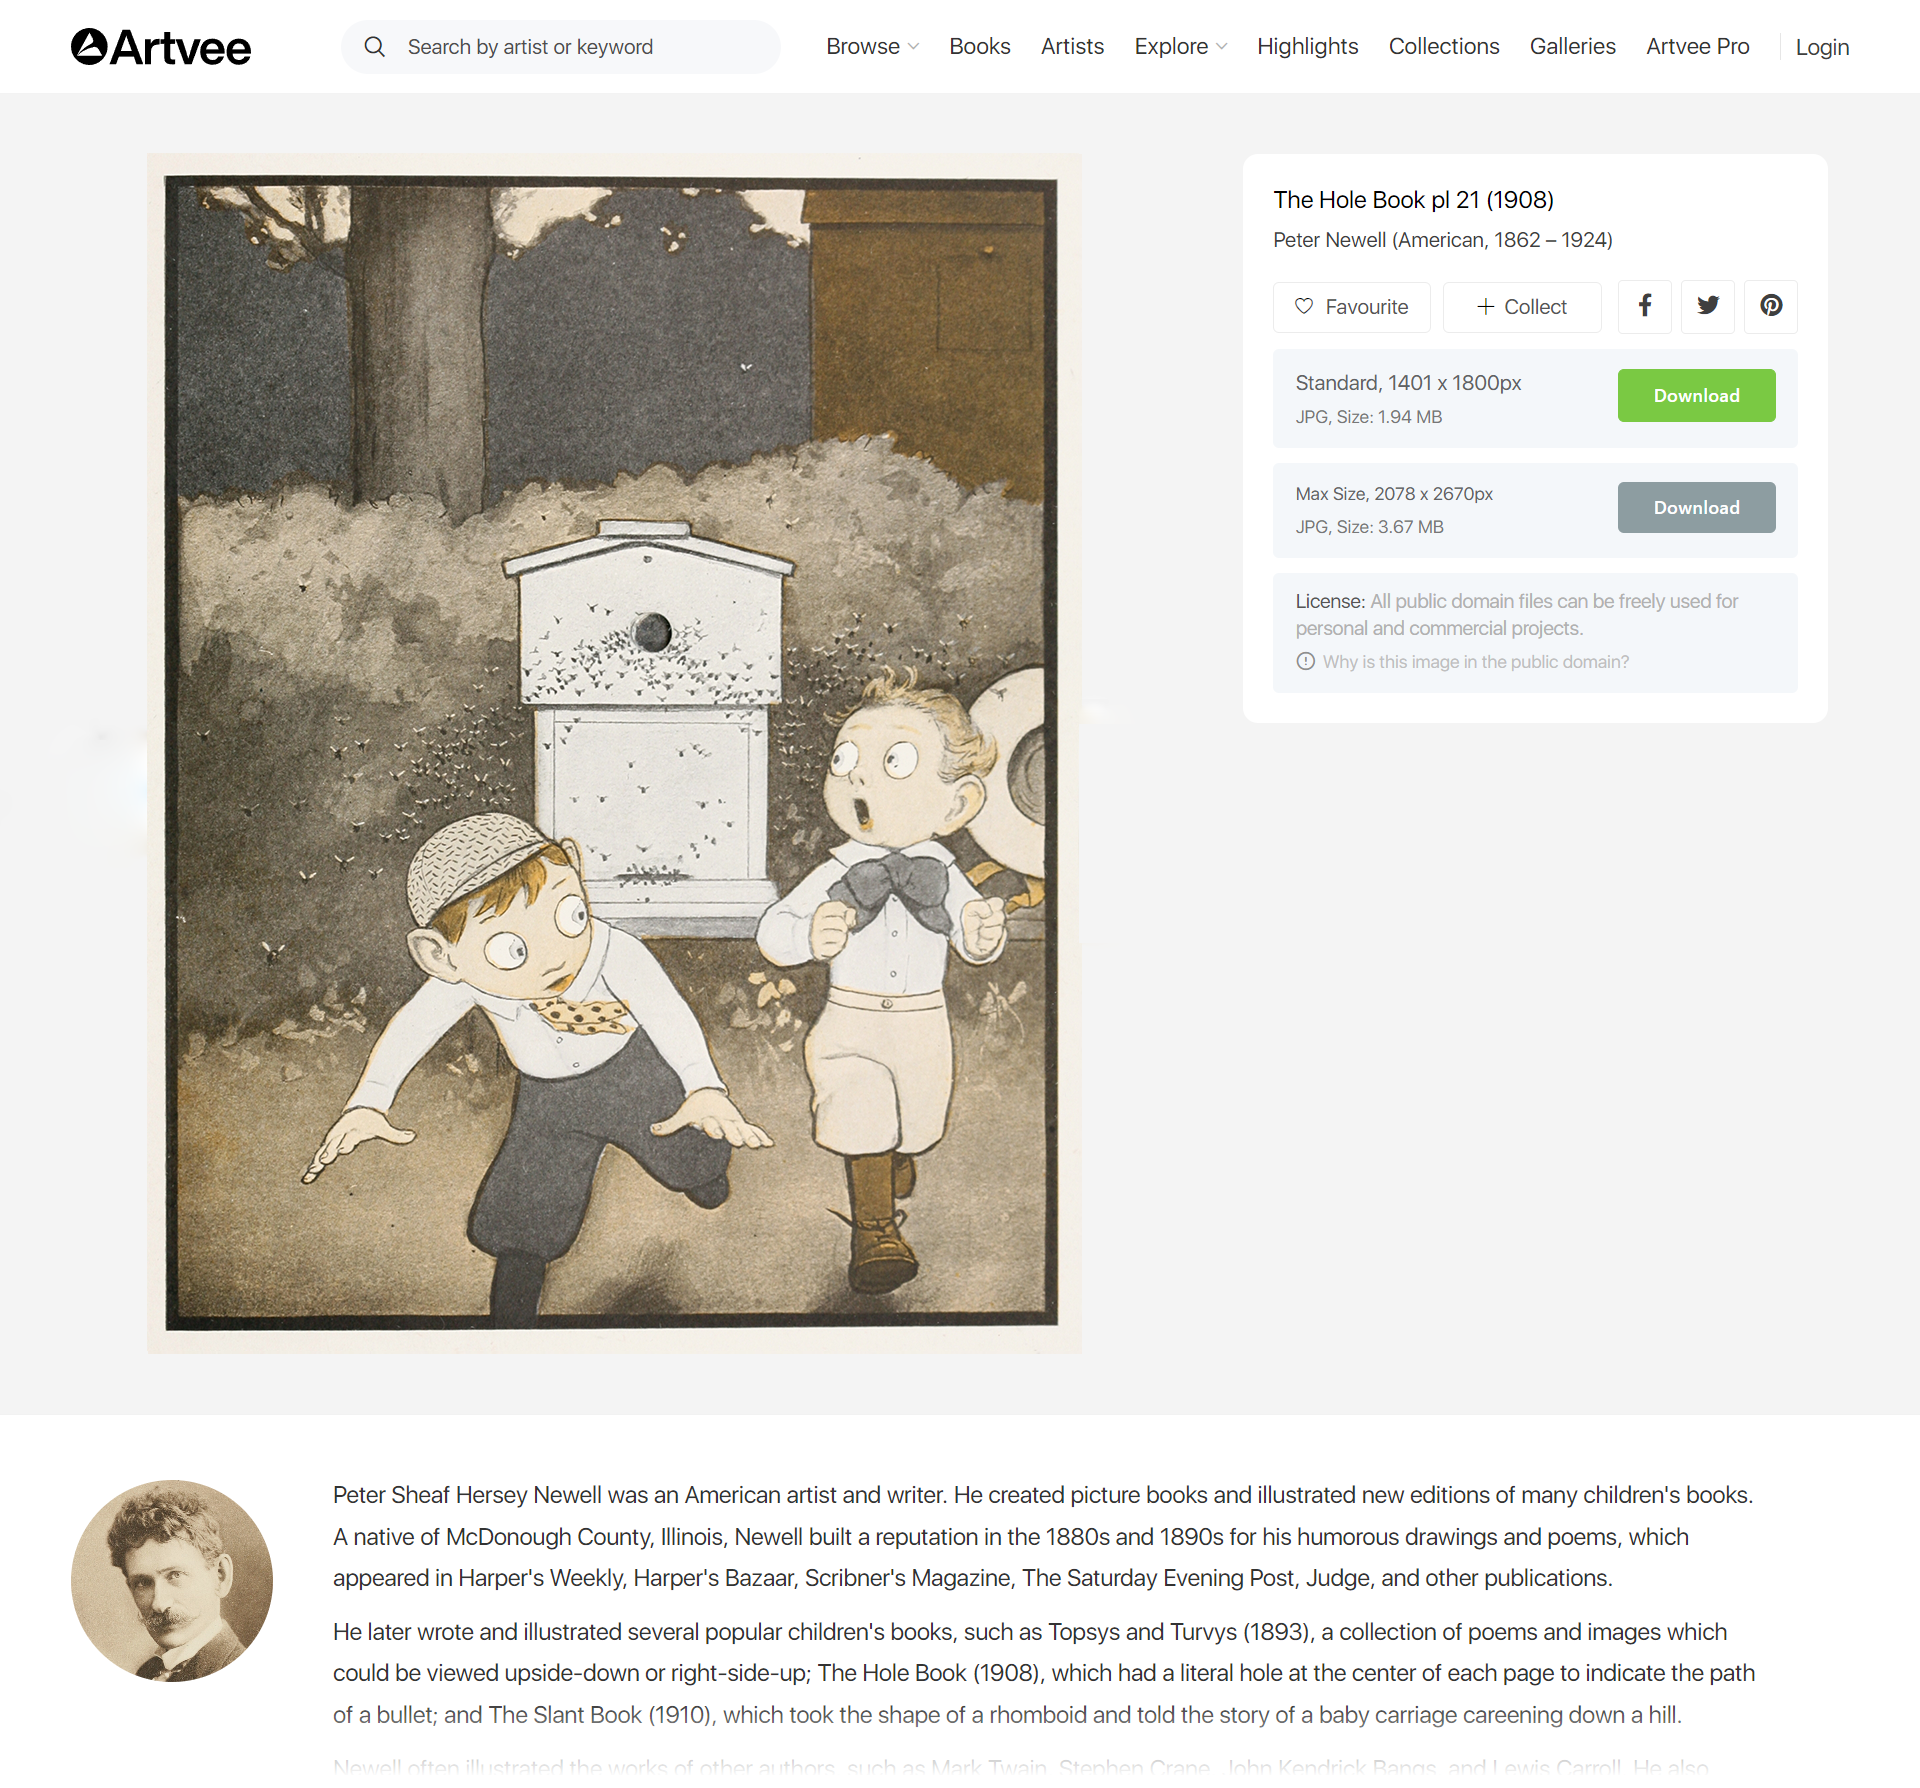 Artvee
Search by artist or keyword
Browse
Books
Artists
Explore
Highlights
Collections
Galleries
Artvee Pro
Login
The Hole Book pl 21 (1908)
Peter Newell (American, 1862 – 1924)
Favourite
Collect
Standard, 1401 x 1800px
JPG, Size: 1.94 MB
Download
Max Size, 2078 x 2670px
JPG, Size: 3.67 MB
Download
License: All public domain files can be freely used for
personal and commercial projects.
Why is this image in the public domain?
Peter Sheaf Hersey Newell was an American artist and writer. He created picture books and illustrated new editions of many children's books.
A native of McDonough County, Illinois, Newell built a reputation in the 1880s and 1890s for his humorous drawings and poems, which
appeared in Harper's Weekly, Harper's Bazaar, Scribner's Magazine, The Saturday Evening Post, Judge, and other publications.
He later wrote and illustrated several popular children's books, such as Topsys and Turvys (1893), a collection of poems and images which
could be viewed upside-down or right-side-up; The Hole Book (1908), which had a literal hole at the center of each page to indicate the path
of a bullet; and The Slant Book (1910), which took the shape of a rhomboid and told the story of a baby carriage careening down a hill.
Newell often illustrated the works of other authors, such as Mark Twain, Stephen Crane, John Kendrick Bangs, and Lewis Carroll. He also